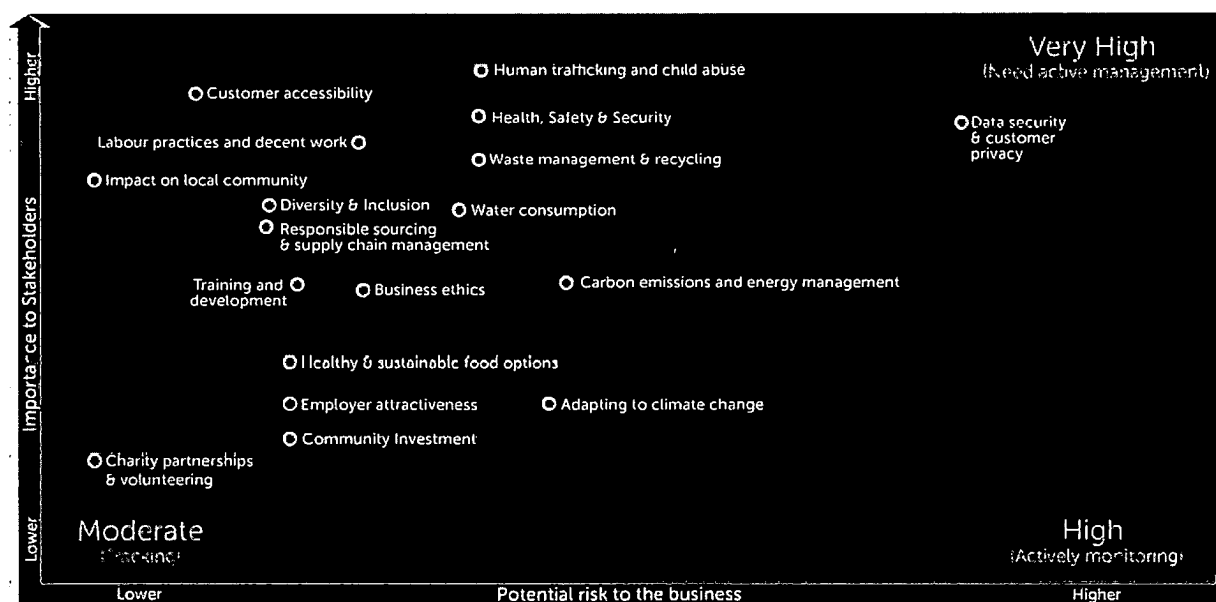 Very High
(Need active management)
Higher
Human trafficking and child abuse
Customer accessibility
Health, Safety & Security
Data security
& customer
privacy
Labour practices and decent work
Waste management & recycling
Impact on local community
Diversity & Inclusion
Water consumption
Responsible sourcing
& supply chain management
Importance to Stakeholders
Training and
development
Business ethics
Carbon emissions and energy management
Healthy & sustainable food options
Employer attractiveness
Adapting to climate change
Community Investment
Charity partnerships
& volunteering
Moderate
(Tracking)
High
(Actively monitoring)
Lower
Lower
Potential risk to the business
Higher